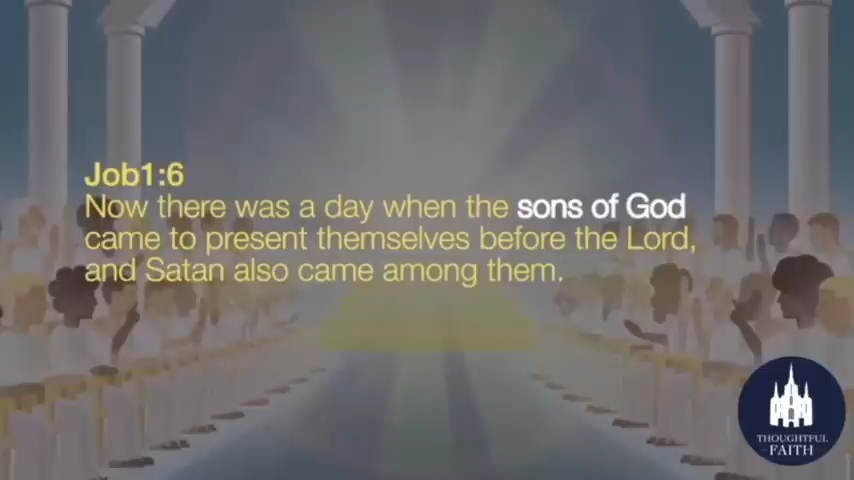 Job1:6
Now there was a day when the sons of God
came to present themselves before the Lord,
and Satan also came among them.
THOUGHTFUL
FAITH